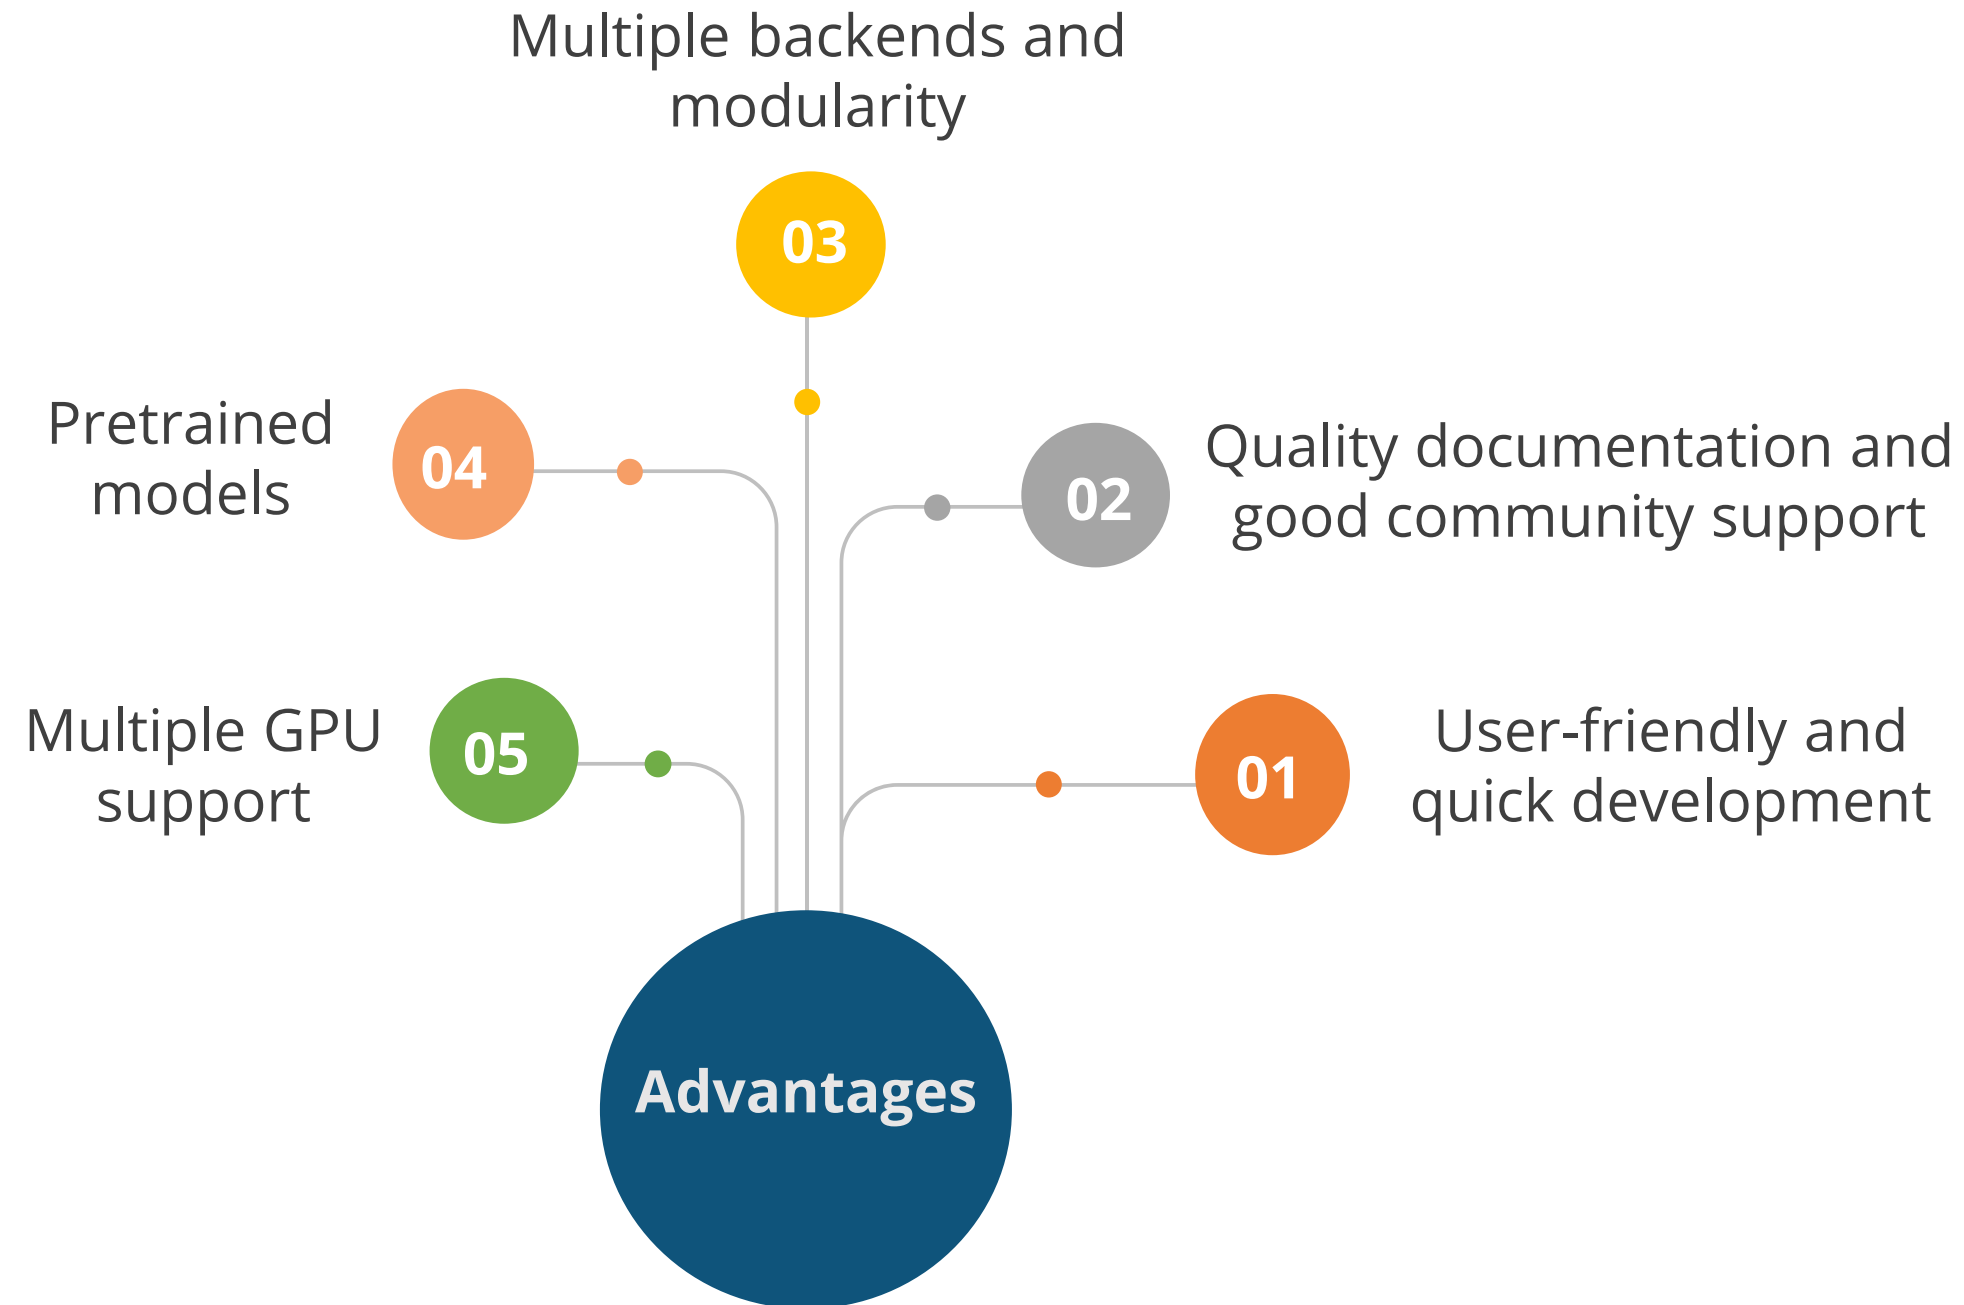 Multiple backends and
modularity
03
Pretrained
models
04
02
Quality documentation and
good community support
Multiple GPU
support
05
01
User-friendly and
quick development
Advantages